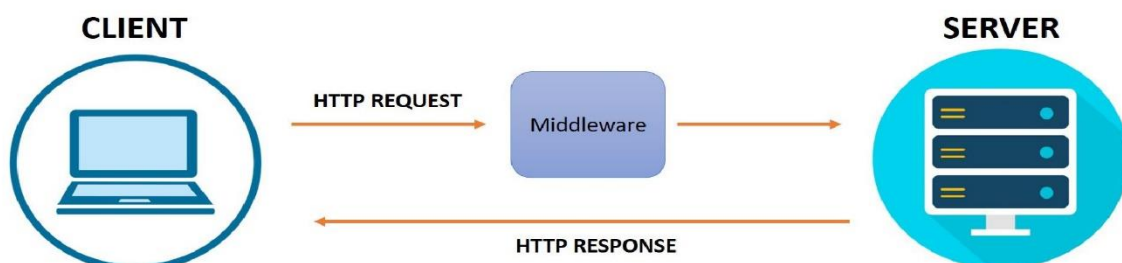 CLIENT
SERVER
HTTP REQUEST
Middleware
HTTP RESPONSE